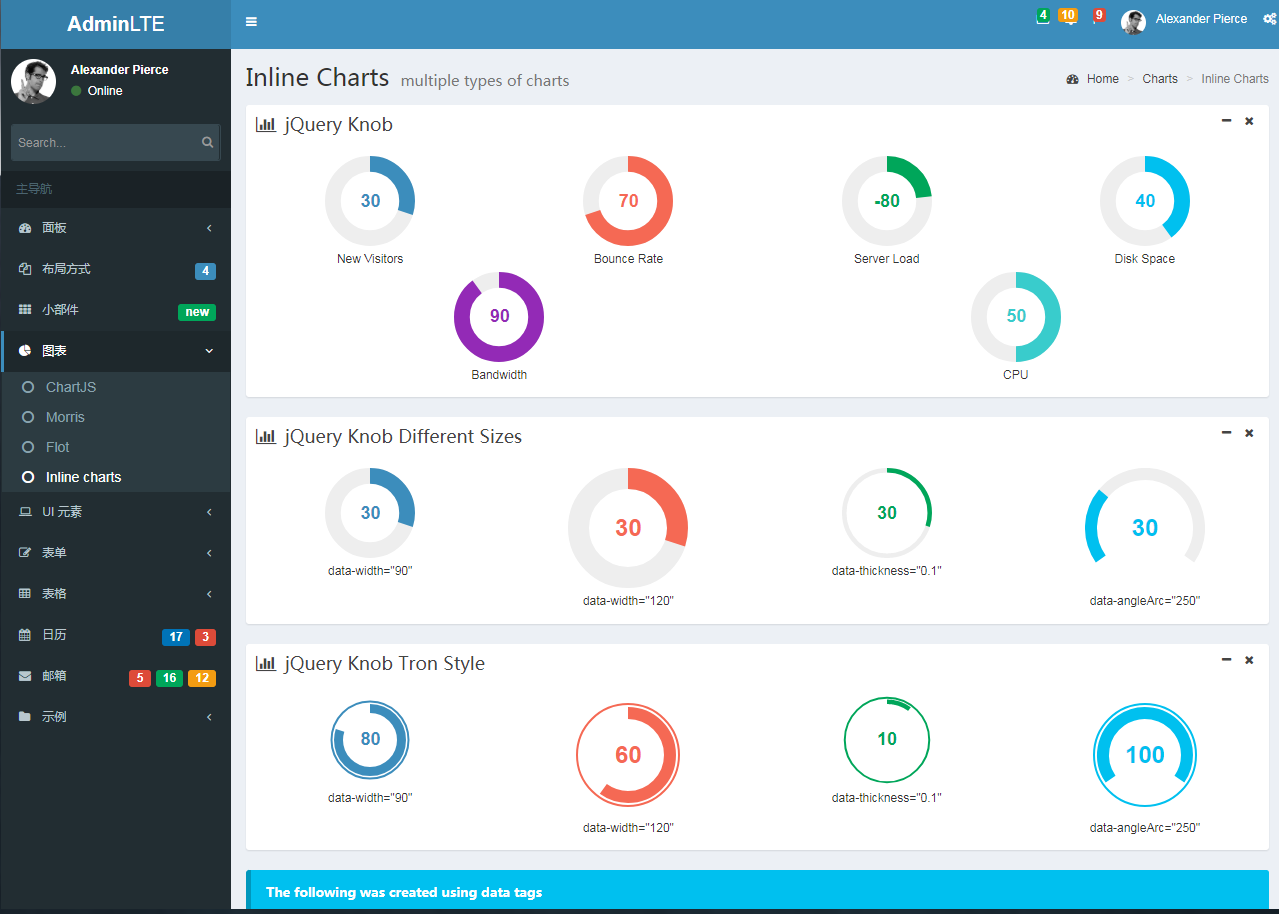 AdminLTE
4 10 9 Alexander Pierce
Alexander Pierce
Online
Search...
主导航
面板
布局方式 4
小部件 new
图表
ChartJS
Morris
Flot
Inline charts
UI 元素
表单
表格
日历 17 3
邮箱 5 16 12
示例
Inline Charts multiple types of charts
Home > Charts > Inline Charts
jQuery Knob
30 70 -80 40
New Visitors Bounce Rate Server Load Disk Space
90 50
Bandwidth CPU
jQuery Knob Different Sizes
30 30 30 30
data-width="90" data-width="120" data-thickness="0.1" data-angleArc="250"
jQuery Knob Tron Style
80 60 10 100
data-width="90" data-width="120" data-thickness="0.1" data-angleArc="250"
The following was created using data tags